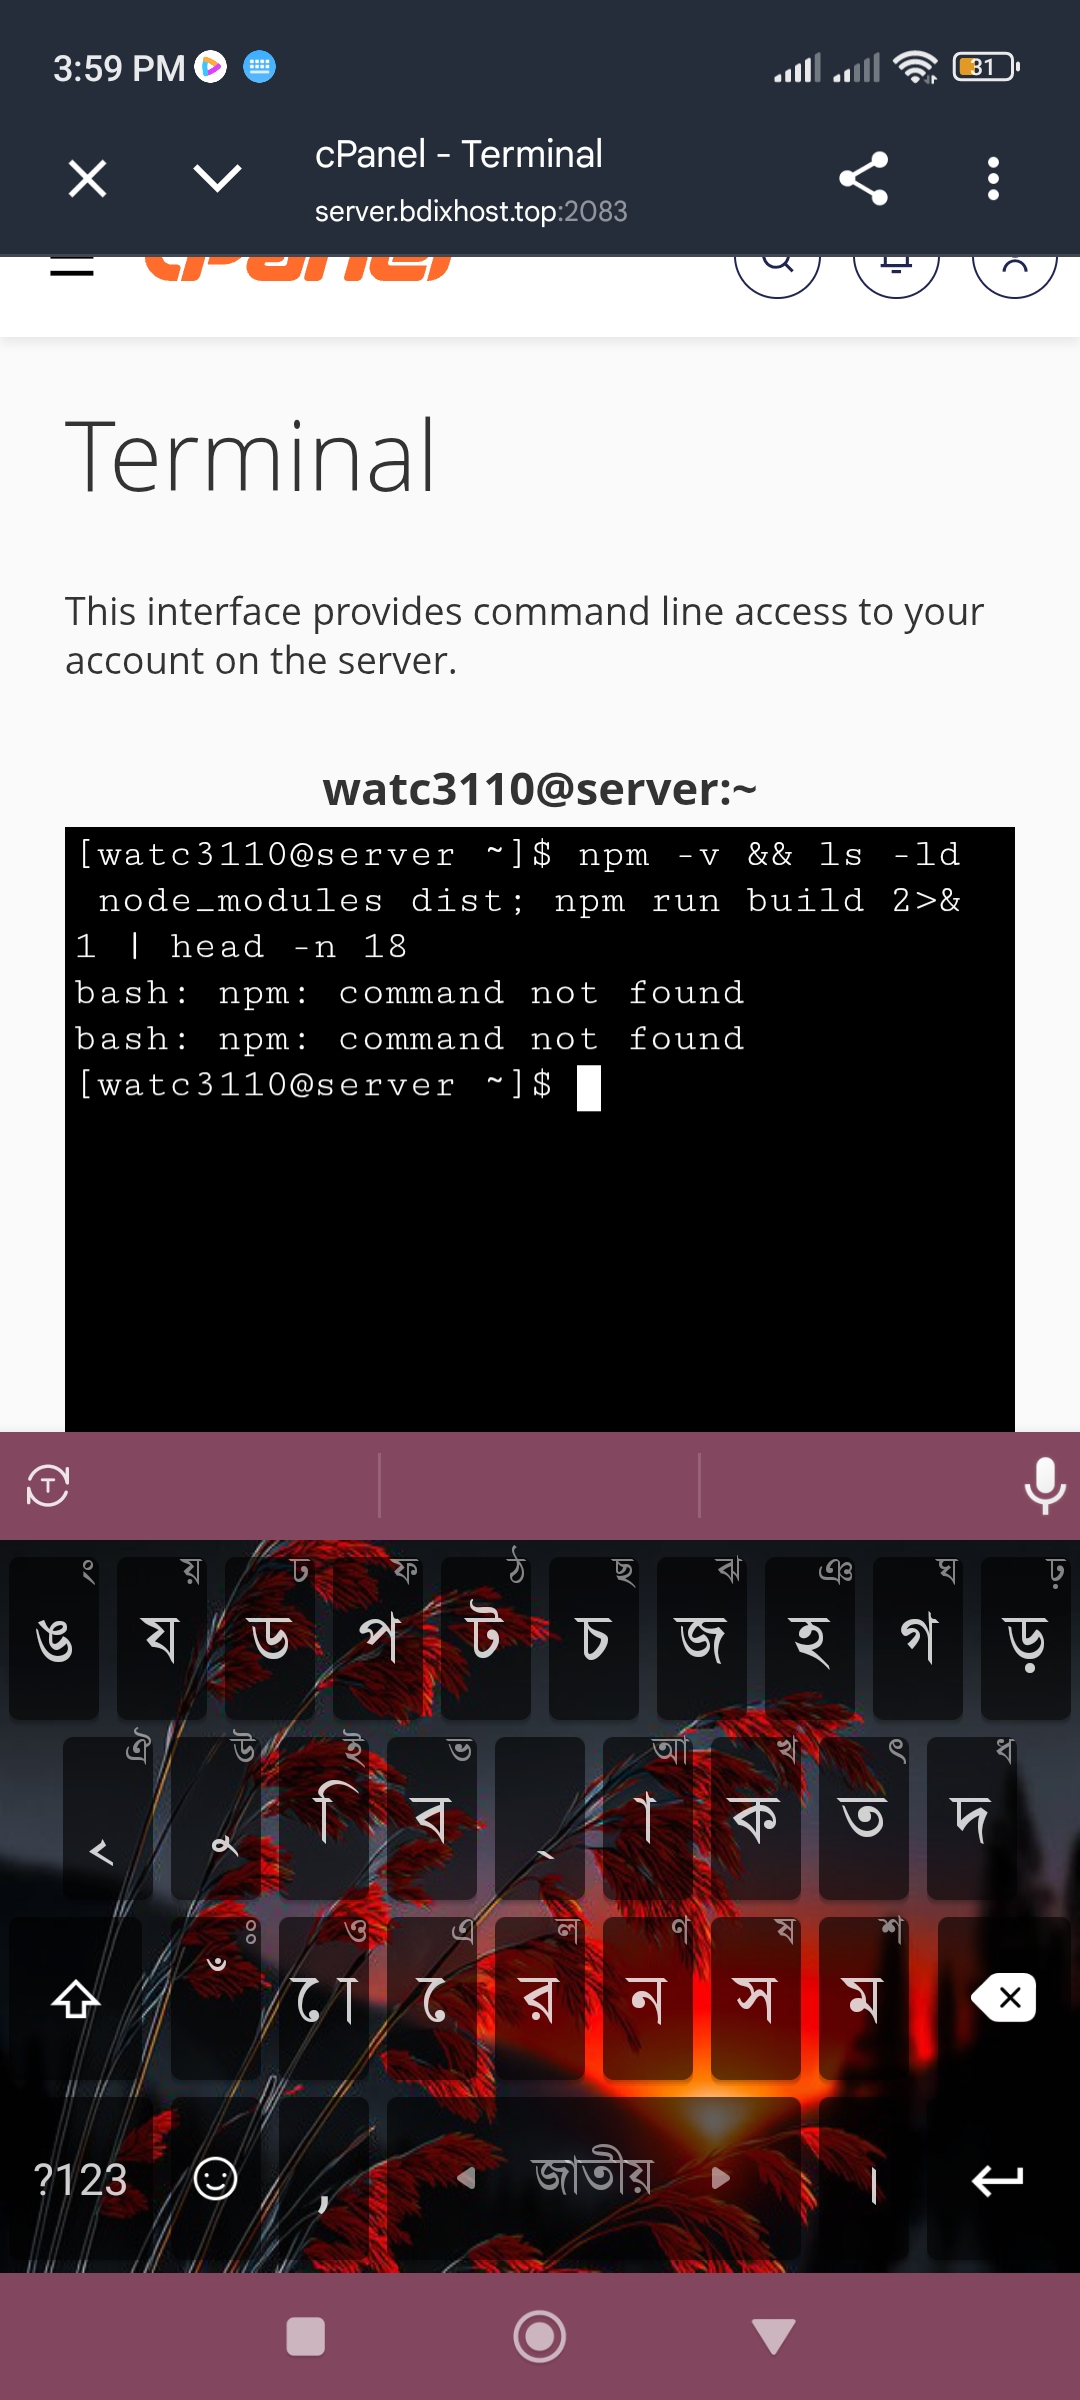 3:59 PM
31
cPanel - Terminal
server.bdixhost.top:2083
cPanel
Terminal
This interface provides command line access to your
account on the server.
watc3110@server:~
[watc3110@server ~]$ npm -v && ls -ld
node_modules dist; npm run build 2>&
1 | head -n 18
bash: npm: command not found
bash: npm: command not found
[watc3110@server ~]$
T
ং য় ঢ ফ ঠ ছ ঝ ঞ ঘ ঢ়
ঙ য ড প ট চ জ হ গ ড়
ঐ উ ই ভ আ খ ৎ ধ
ৃ ু ি ব ্ া ক ত দ
ঃ ও এ ল ণ ষ শ
ঁ ো ে র ন স ম
?123 , জাতীয় ।